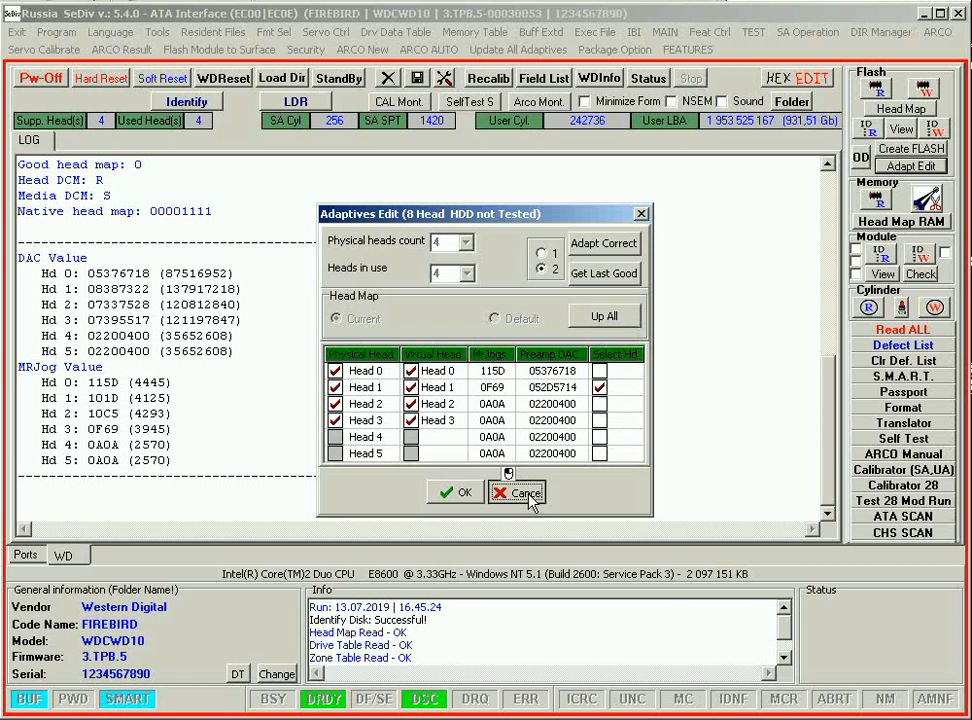 SeDiv Russia SeDiv v.: 5.4.0 - ATA Interface (EC00|EC0E) (FIREBIRD | WDCWD10 | 3.TPB.5-00030053 | 1234567890)
Exit Program Language Tools Resident Files Fmt Sel Servo Ctrl Drv Data Table Memory Table Buff Extd Exec File IBI MAIN Feat Ctrl TEST SA Operation DIR Manager ARCO
Servo Calibrate ARCO Result Flash Module to Surface Security ARCO New ARCO AUTO Update All Adaptives Package Option FEATURES
Pw-Off Hard Reset Soft Reset WDReset Load Dir StandBy Recalib Field List WDInfo Status Stop HEX EDIT
Identify LDR CAL Mont. SelfTest S Arco Mont. Minimize Form NSEM Sound Folder
Supp. Head(s) 4 Used Head(s) 4 SA Cyl 256 SA SPT 1420 User Cyl. 242736 User LBA 1 953 525 167 (931,51 Gb)
LOG
Good head map: 0
Head DCM: R
Media DCM: S
Native head map: 00001111
DAC Value
Hd 0: 05376718 (87516952)
Hd 1: 08387322 (137917218)
Hd 2: 07337528 (120812840)
Hd 3: 07395517 (121197847)
Hd 4: 02200400 (35652608)
Hd 5: 02200400 (35652608)
MRJog Value
Hd 0: 115D (4445)
Hd 1: 101D (4125)
Hd 2: 10C5 (4293)
Hd 3: 0F69 (3945)
Hd 4: 0A0A (2570)
Hd 5: 0A0A (2570)
Adaptives Edit (8 Head HDD not Tested)
Physical heads count 4 1 Adapt Correct
Heads in use 4 2 Get Last Good
Head Map
Current Default Up All
Physical Head Virtual Head MrJogs Preamp DAC Select Hd
Head 0 Head 0 115D 05376718
Head 1 Head 1 0F69 052D5714
Head 2 Head 2 0A0A 02200400
Head 3 Head 3 0A0A 02200400
Head 4 0A0A 02200400
Head 5 0A0A 02200400
OK Cancel
Flash
R W
Head Map
ID R View ID W
Create FLASH
OD Adapt Edit
Memory
R
Head Map RAM
Module
ID R ID W
View Check
Cylinder
R W
Read ALL
Defect List
Clr Def. List
S.M.A.R.T.
Passport
Format
Translator
Self Test
ARCO Manual
Calibrator (SA,UA)
Calibrator 28
Test 28 Mod Run
ATA SCAN
CHS SCAN
Ports WD
Intel(R) Core(TM)2 Duo CPU E8600 @ 3.33GHz - Windows NT 5.1 (Build 2600: Service Pack 3) - 2 097 151 KB
General information (Folder Name!)
Vendor Western Digital
Code Name: FIREBIRD
Model: WDCWD10
Firmware: 3.TPB.5
Serial: 1234567890 DT Change
Info
Run: 13.07.2019 | 16.45.24
Identify Disk: Successful!
Head Map Read - OK
Drive Table Read - OK
Zone Table Read - OK
Status
BUF PWD SMART BSY DRDY DF/SE DSC DRQ ERR ICRC UNC MC IDNF MCR ABRT NM AMNF